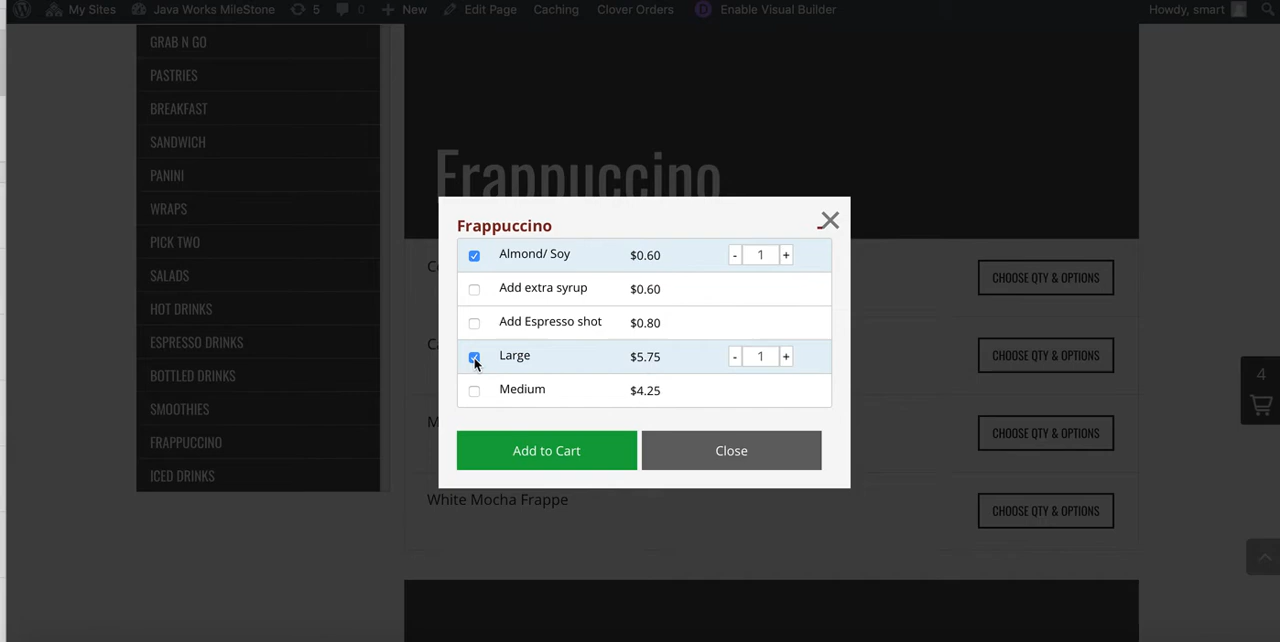 My Sites Java Works MileStone 5 0 + New Edit Page Caching Clover Orders Enable Visual Builder Howdy, smart
GRAB N GO
PASTRIES
BREAKFAST
SANDWICH
PANINI
WRAPS
PICK TWO
SALADS
HOT DRINKS
ESPRESSO DRINKS
BOTTLED DRINKS
SMOOTHIES
FRAPPUCCINO
ICED DRINKS
Frappuccino
Frappuccino
Almond/ Soy $0.60 - 1 +
Add extra syrup $0.60
Add Espresso shot $0.80
Large $5.75 - 1 +
Medium $4.25
Add to Cart Close
CHOOSE QTY & OPTIONS
CHOOSE QTY & OPTIONS
CHOOSE QTY & OPTIONS
White Mocha Frappe CHOOSE QTY & OPTIONS
4